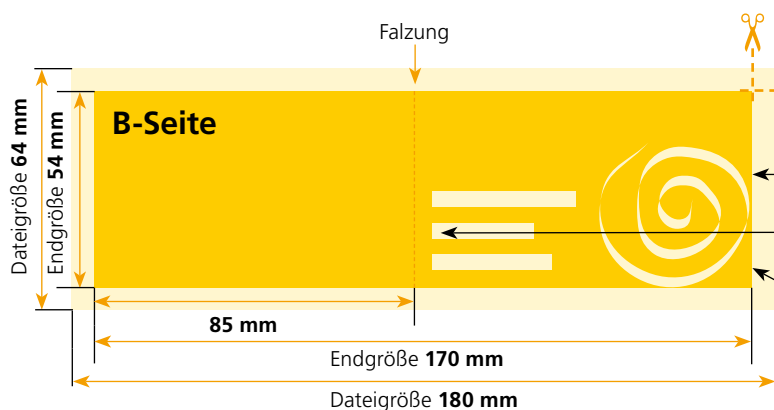 Falzung
B-Seite
Dateigröße 64 mm
Endgröße 54 mm
85 mm
Endgröße 170 mm
Dateigröße 180 mm